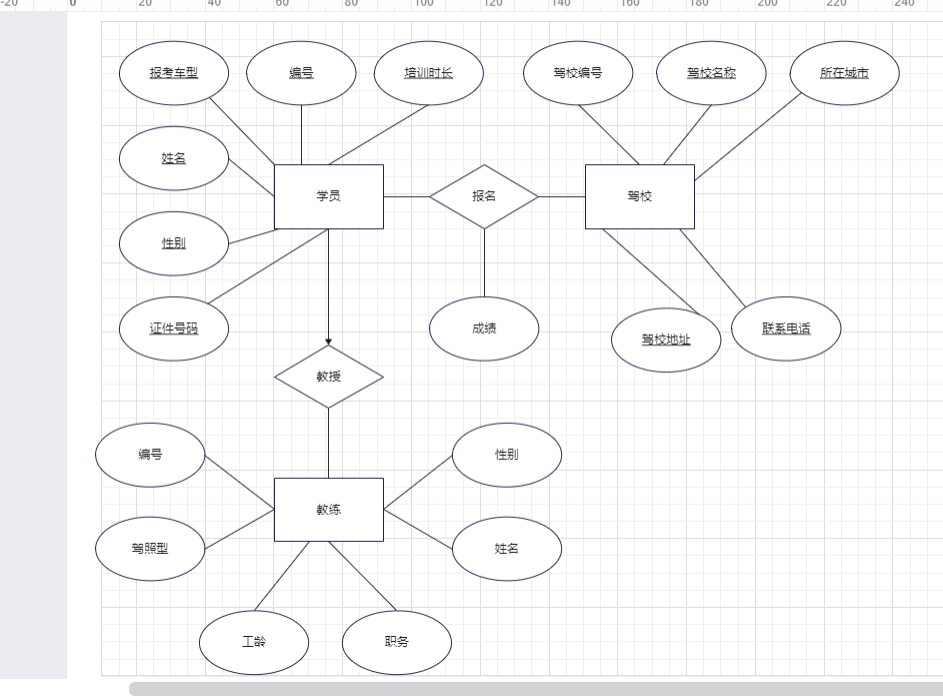 -20 0 20 40 60 80 100 120 140 160 180 200 220 240
报考车型 编号 培训时长 驾校编号 驾校名称 所在城市
姓名
学员 报名 驾校
性别
证件号码 成绩 驾校地址 联系电话
教授
编号 性别
教练
驾照型 姓名
工龄 职务